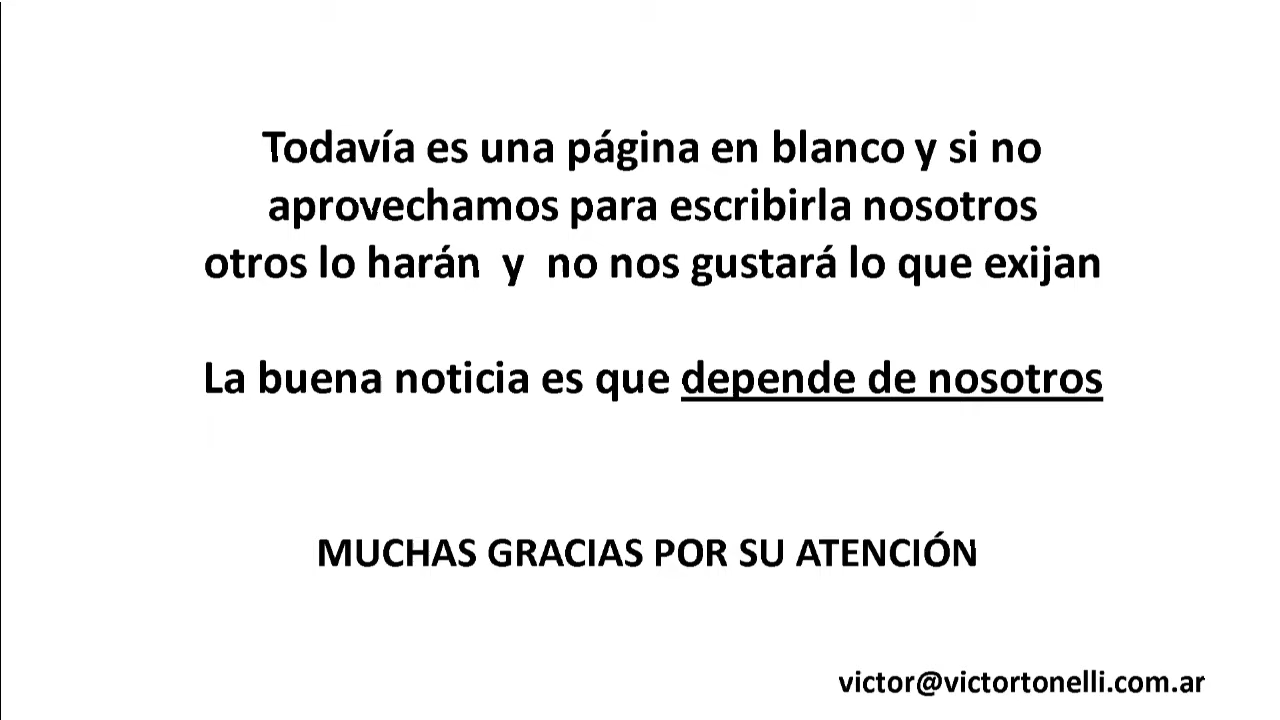 Todavía es una página en blanco y si no
aprovechamos para escribirla nosotros
otros lo harán  y  no nos gustará lo que exijan
La buena noticia es que depende de nosotros
MUCHAS GRACIAS POR SU ATENCIÓN
victor@victortonelli.com.ar